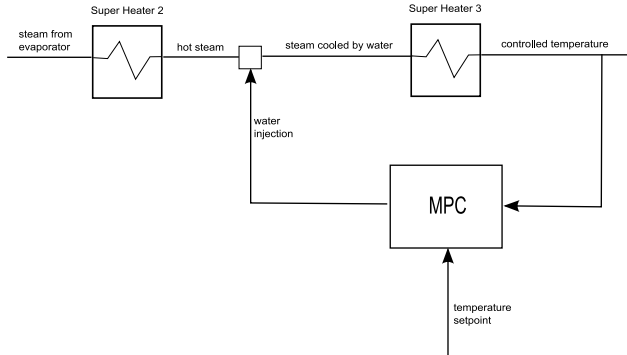 Super Heater 2
Super Heater 3
steam from
evaporator
hot steam
steam cooled by water
controlled temperature
water
injection
MPC
temperature
setpoint